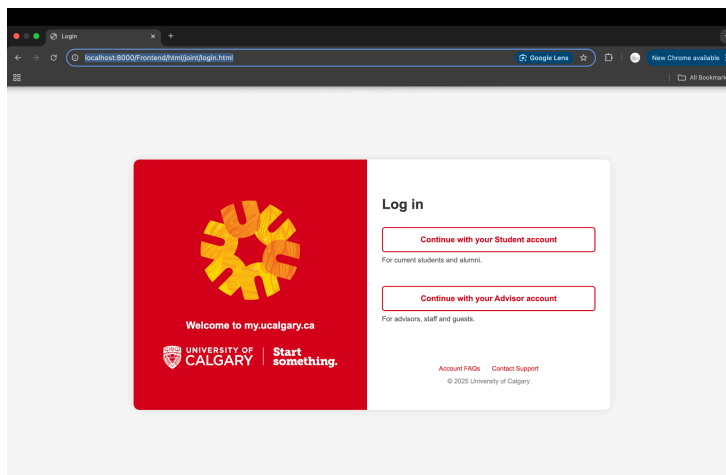 Login
localhost:8000/Frontend/html/joint/login.html
Google Lens
New Chrome available
All Bookmark
Log in
Continue with your Student account
For current students and alumni.
Continue with your Advisor account
For advisors, staff and guests.
Account FAQs Contact Support
© 2025 University of Calgary
Welcome to my.ucalgary.ca
UNIVERSITY OF
CALGARY
Start
something.